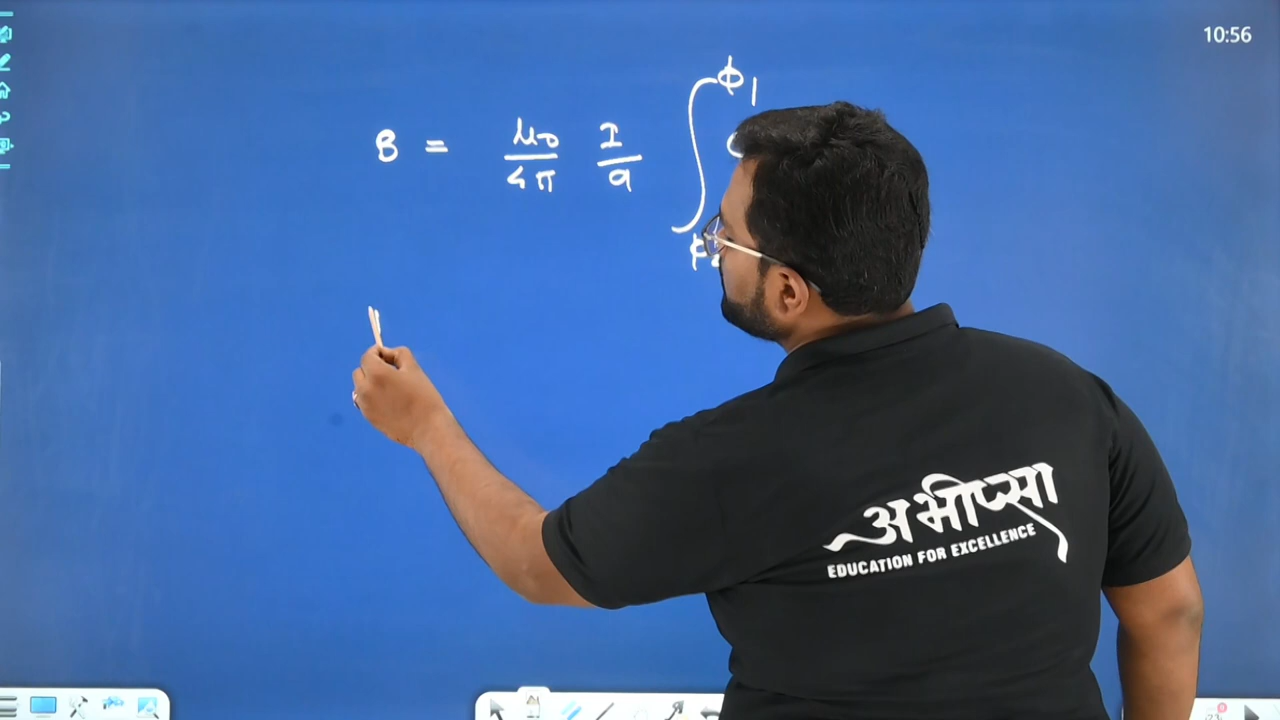 10:56
B = μ0/4π I/a ∫ Φ1
अभीप्सा
EDUCATION FOR EXCELLENCE